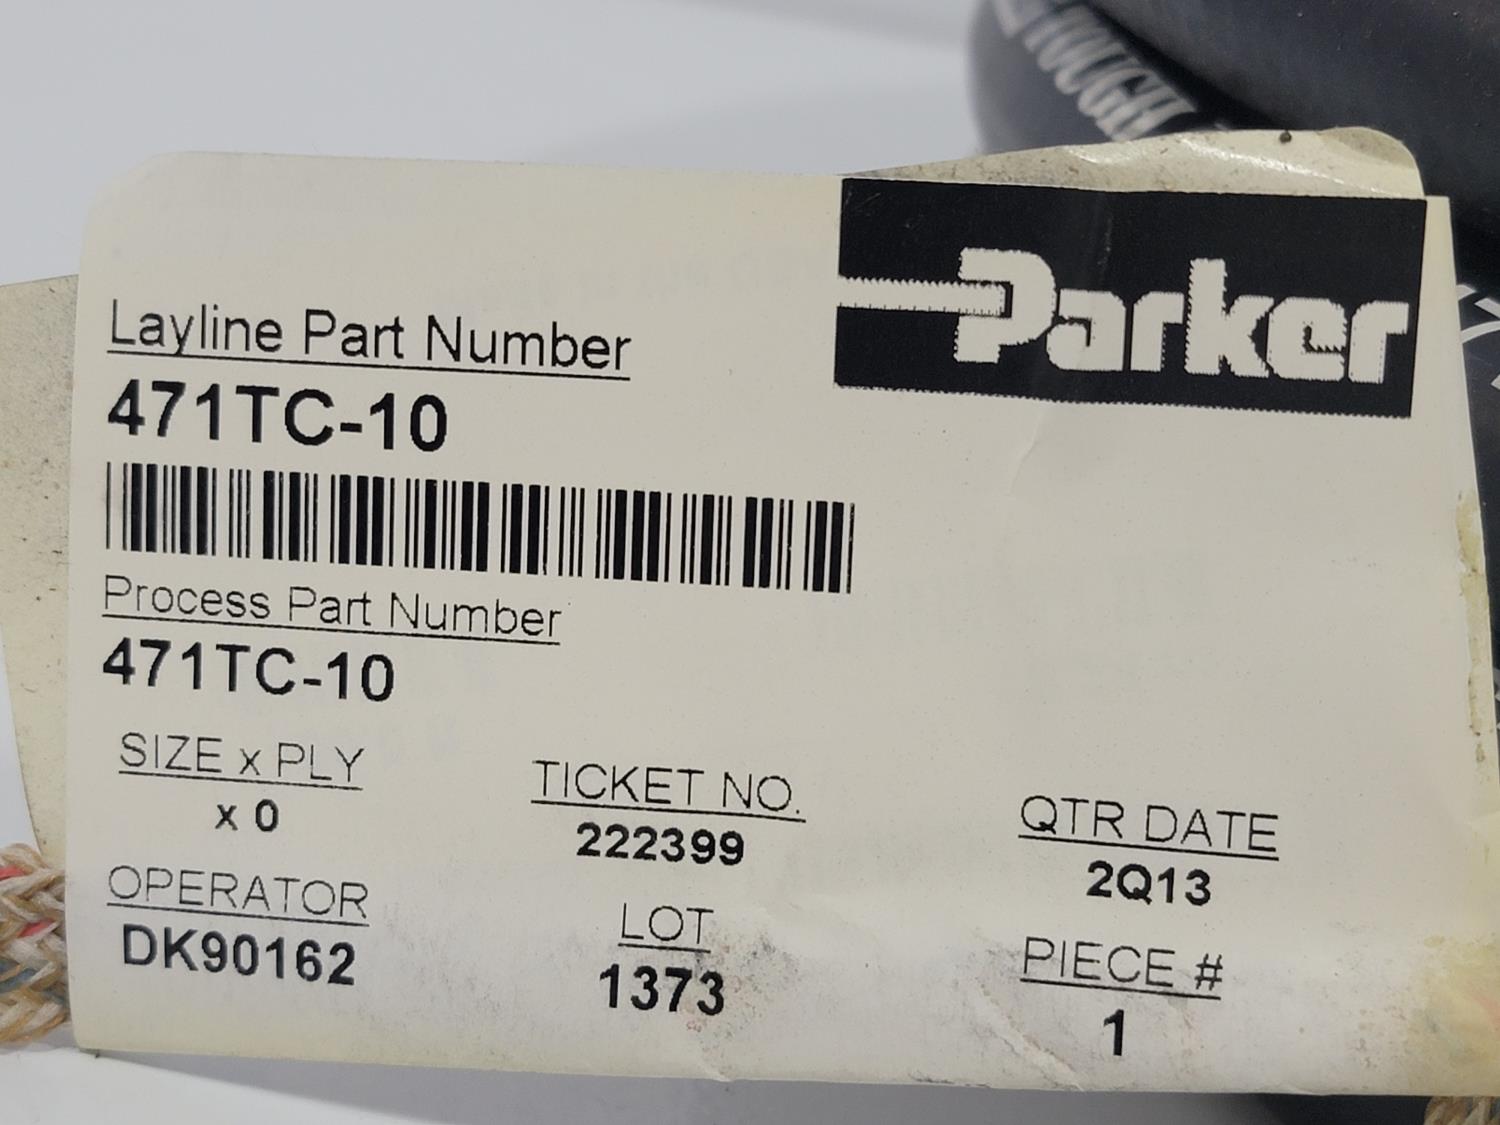 TOUGH
Parker
Layline Part Number
471TC-10
Process Part Number
471TC-10
SIZE x PLY
x 0
TICKET NO.
222399
QTR DATE
2Q13
OPERATOR
DK90162
LOT
1373
PIECE #
1